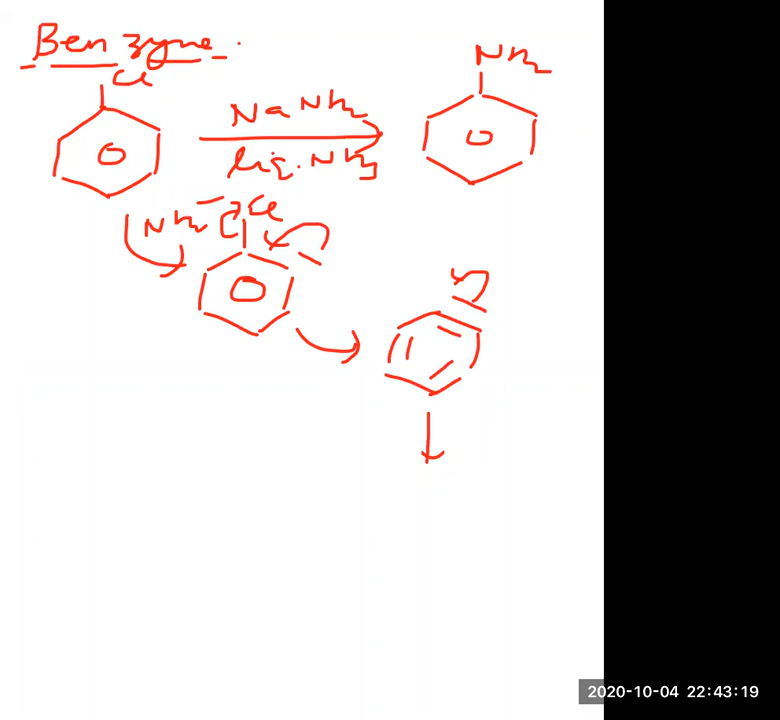 Benzyne.
Cl
NaNH2
liq. NH3
NH2
NH2⁻
Cl
2020-10-04 22:43:19